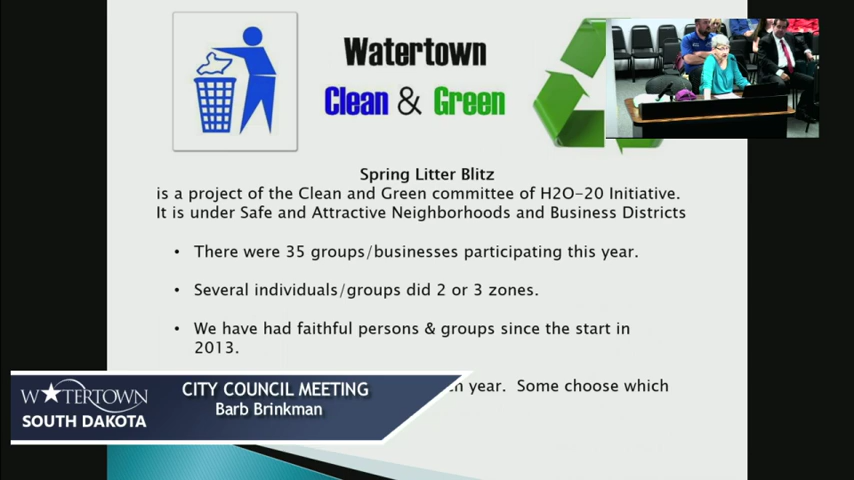 Watertown
Clean & Green
Spring Litter Blitz
is a project of the Clean and Green committee of H2O-20 Initiative.
It is under Safe and Attractive Neighborhoods and Business Districts
• There were 35 groups/businesses participating this year.
• Several individuals/groups did 2 or 3 zones.
• We have had faithful persons & groups since the start in
2013.
year. Some choose which
WATERTOWN
SOUTH DAKOTA
CITY COUNCIL MEETING
Barb Brinkman